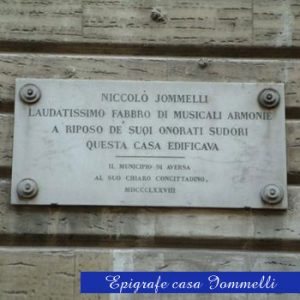 NICCOLÒ JOMMELLI
LAUDATISSIMO FABBRO DI MUSICALI ARMONIE
A RIPOSO DE' SUOI ONORATI SUDORI
QUESTA CASA EDIFICAVA
IL MUNICIPIO DI AVERSA
AL SUO CHIARO CONCITTADINO,
MDCCCLXXVIII
Epigrafe casa Jommelli